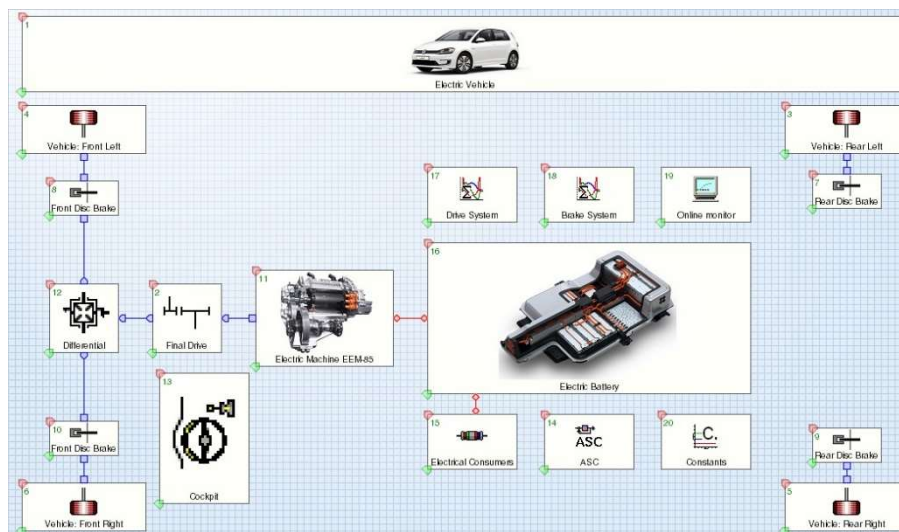 1
Electric Vehicle
4
Vehicle: Front Left
3
Vehicle: Rear Left
8
Front Disc Brake
17
Drive System
18
Brake System
19
Online monitor
7
Rear Disc Brake
12
Differential
2
Final Drive
11
Electric Machine EEM-85
16
Electric Battery
13
Cockpit
10
Front Disc Brake
15
Electrical Consumers
14
ASC
ASC
20
C.
Constants
9
Rear Disc Brake
6
Vehicle: Front Right
5
Vehicle: Rear Right